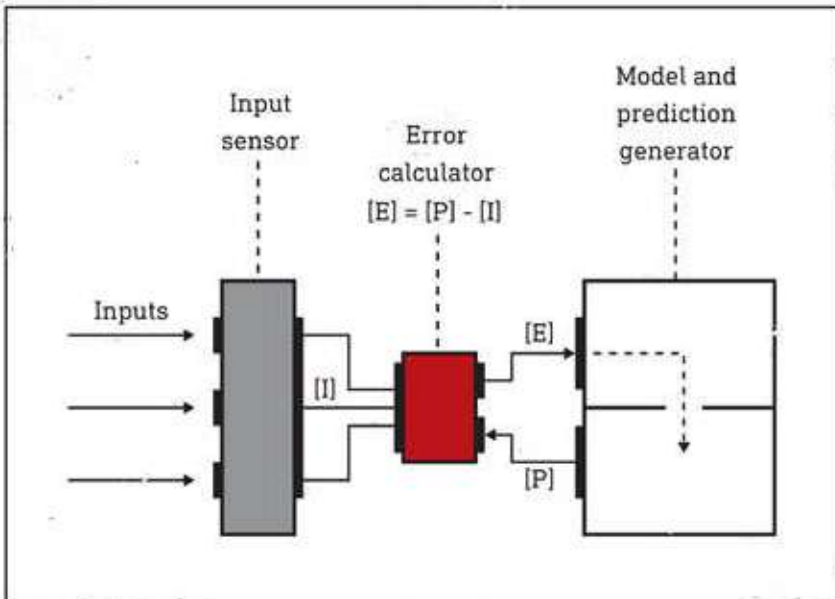 Input
sensor
Error
calculator
[E] = [P] - [I]
Model and
prediction
generator
Inputs
[I]
[E]
[P]